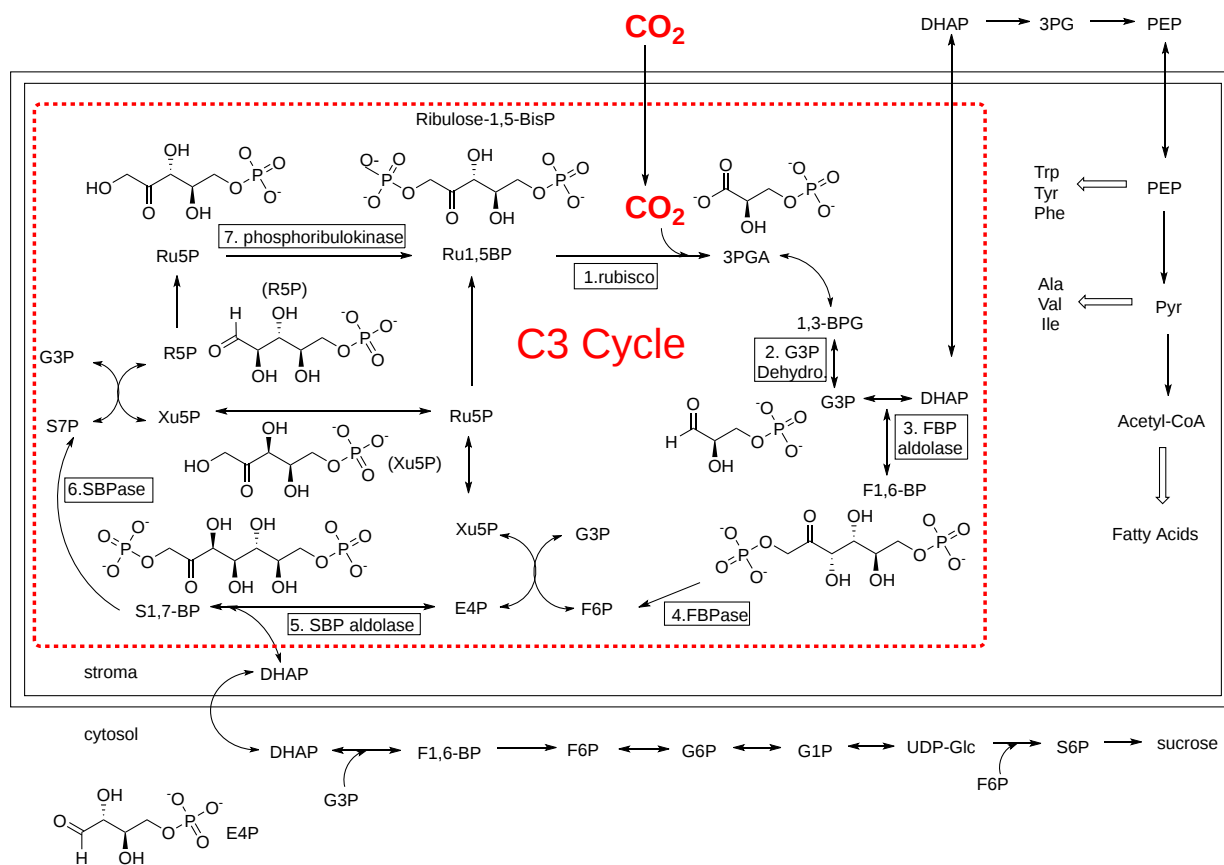 CO2
DHAP
3PG
PEP
Ribulose-1,5-BisP
CO2
7. phosphoribulokinase
Ru5P
Ru1,5BP
1.rubisco
3PGA
(R5P)
C3 Cycle
1,3-BPG
2. G3P
Dehydro.
G3P
DHAP
3. FBP
aldolase
F1,6-BP
G3P
R5P
S7P
Xu5P
Ru5P
(Xu5P)
6.SBPase
Xu5P
G3P
S1,7-BP
5. SBP aldolase
E4P
F6P
4.FBPase
DHAP
stroma
Trp
Tyr
Phe
PEP
Ala
Val
Ile
Pyr
Acetyl-CoA
Fatty Acids
cytosol
DHAP
G3P
F1,6-BP
F6P
G6P
G1P
UDP-Glc
F6P
S6P
sucrose
E4P
HO
OH
O
OH
O
P
O
O-
O-
O-
O
P
-O
O
O
OH
OH
O
P
O
O-
O-
O
-O
OH
O
P
-O
O
O-
H
O
OH
OH
OH
O
P
-O
O-
O
H
O
OH
O
P
-O
O-
O
HO
O
OH
OH
O
P
-O
O-
O
O
P
O-
-O
O
OH
O
OH
OH
OH
O
P
-O
O-
O
-O
P
O
O-
O
O
OH
OH
OH
O
P
-O
O-
O
O
H
OH
OH
O
P
-O
O-
O